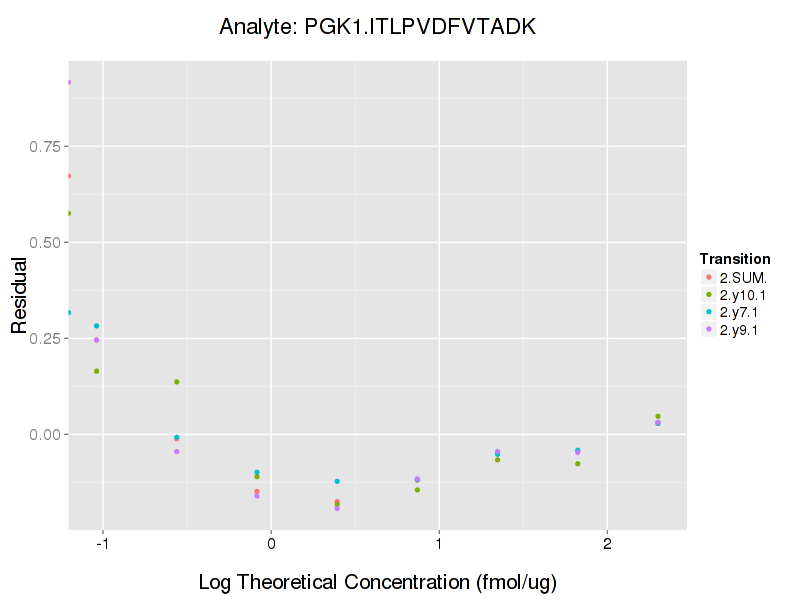 Analyte: PGK1.ITLPVDFVTADK
Residual
0.75
0.50
0.25
0.00
-1
0
1
2
Log Theoretical Concentration (fmol/ug)
Transition
2.SUM.
2.y10.1
2.y7.1
2.y9.1